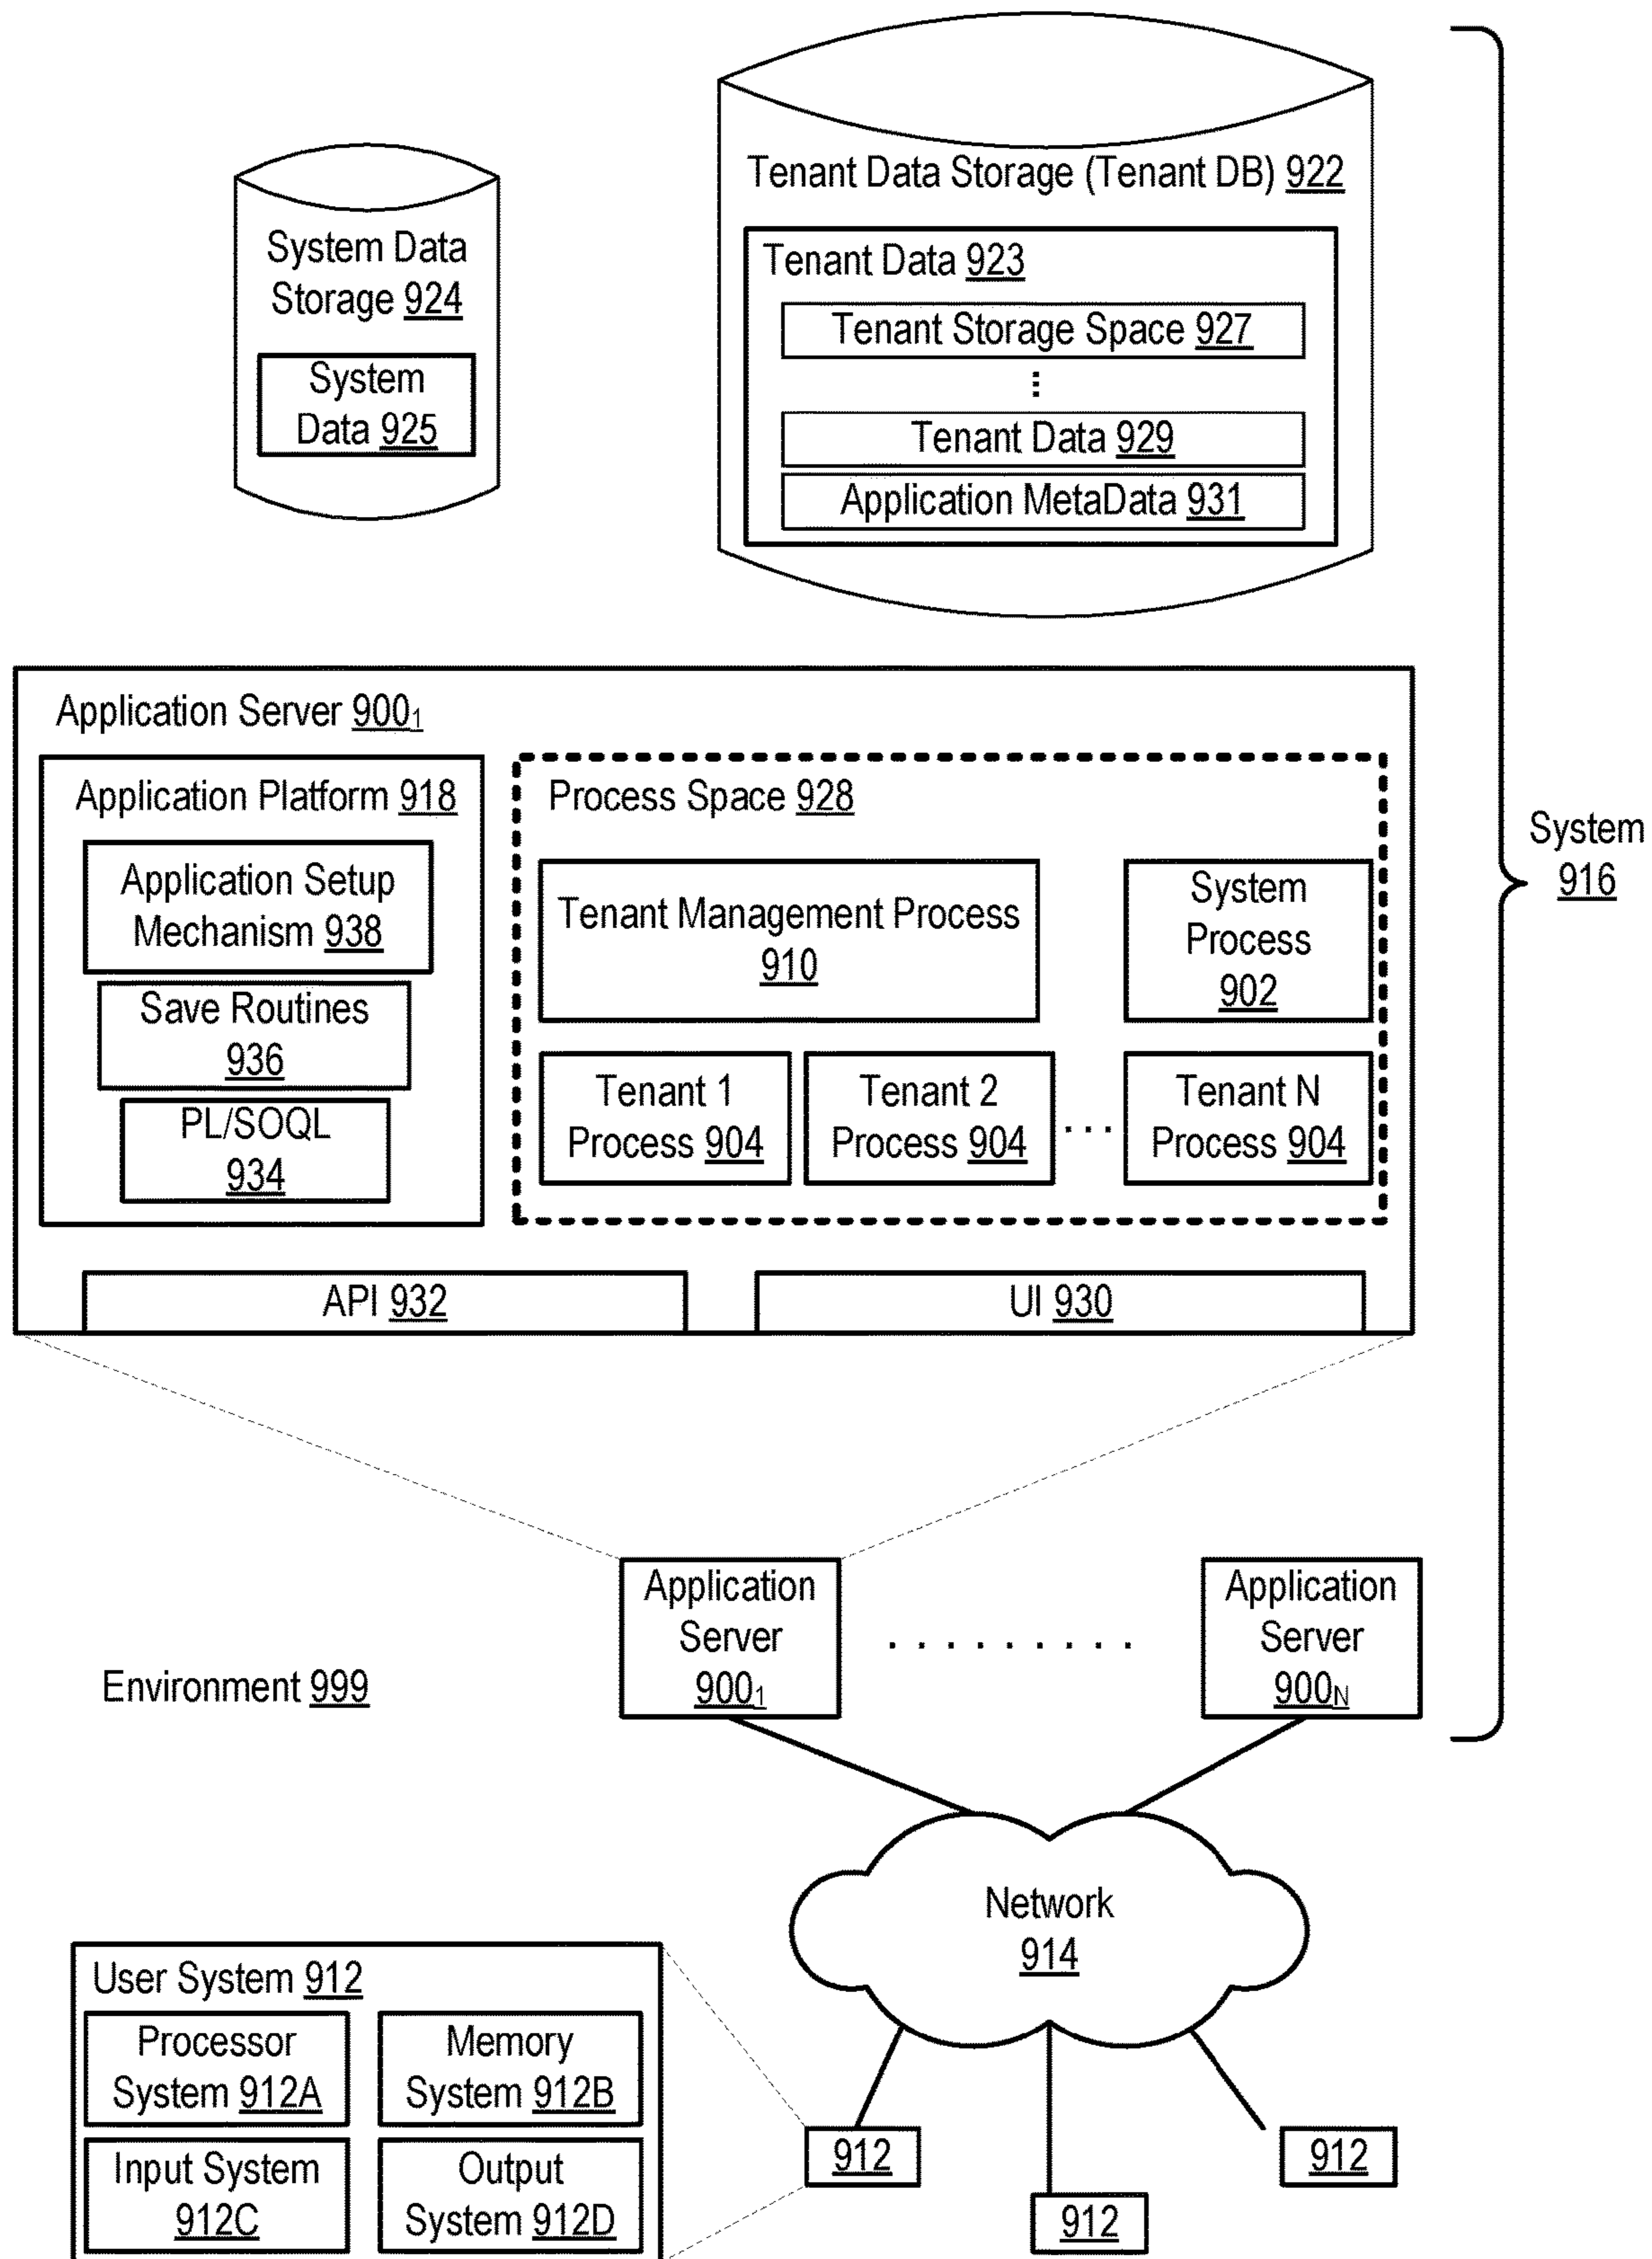 Tenant Data Storage (Tenant DB) 922
System Data
Storage 924
System
Data 925
Tenant Data 923
Tenant Storage Space 927
⋮
Tenant Data 929
Application MetaData 931
System
916
Application Server 900₁
Application Platform 918
Application Setup
Mechanism 938
Save Routines
936
PL/SOQL
934
Process Space 928
Tenant Management Process
910
System
Process
902
Tenant 1
Process 904
Tenant 2
Process 904
...
Tenant N
Process 904
API 932
UI 930
Application
Server
900₁
.........
Application
Server
900N
Environment 999
Network
914
User System 912
Processor
System 912A
Memory
System 912B
Input System
912C
Output
System 912D
912
912
912